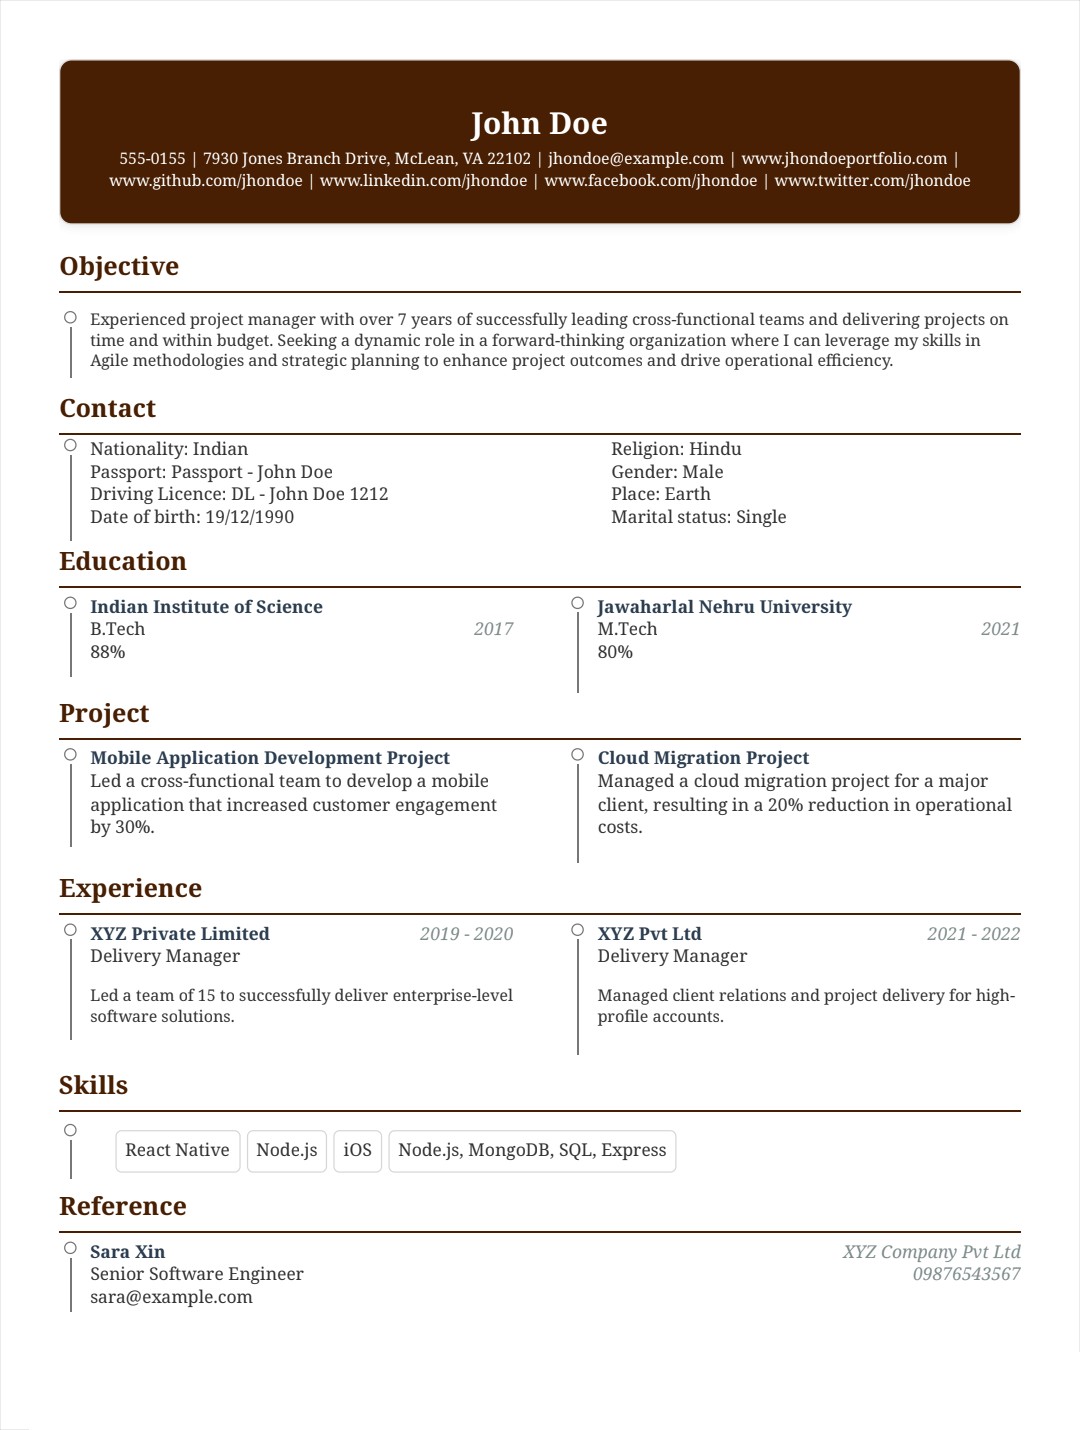 John Doe
555-0155 | 7930 Jones Branch Drive, McLean, VA 22102 | jhondoe@example.com | www.jhondoeportfolio.com |
www.github.com/jhondoe | www.linkedin.com/jhondoe | www.facebook.com/jhondoe | www.twitter.com/jhondoe
Objective
Experienced project manager with over 7 years of successfully leading cross-functional teams and delivering projects on
time and within budget. Seeking a dynamic role in a forward-thinking organization where I can leverage my skills in
Agile methodologies and strategic planning to enhance project outcomes and drive operational efficiency.
Contact
Nationality: Indian
Passport: Passport - John Doe
Driving Licence: DL - John Doe 1212
Date of birth: 19/12/1990
Religion: Hindu
Gender: Male
Place: Earth
Marital status: Single
Education
Indian Institute of Science
B.Tech 2017
88%
Jawaharlal Nehru University
M.Tech 2021
80%
Project
Mobile Application Development Project
Led a cross-functional team to develop a mobile
application that increased customer engagement
by 30%.
Cloud Migration Project
Managed a cloud migration project for a major
client, resulting in a 20% reduction in operational
costs.
Experience
XYZ Private Limited 2019 - 2020
Delivery Manager
Led a team of 15 to successfully deliver enterprise-level
software solutions.
XYZ Pvt Ltd 2021 - 2022
Delivery Manager
Managed client relations and project delivery for high-
profile accounts.
Skills
React Native Node.js iOS Node.js, MongoDB, SQL, Express
Reference
Sara Xin XYZ Company Pvt Ltd
Senior Software Engineer 09876543567
sara@example.com